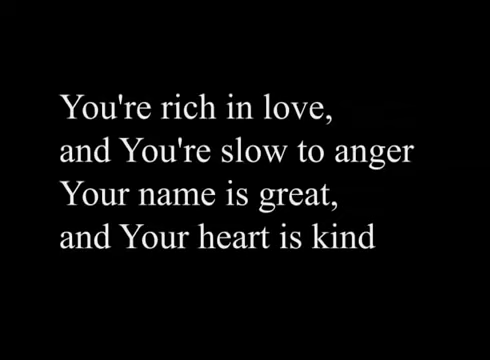 You're rich in love,
and You're slow to anger
Your name is great,
and Your heart is kind